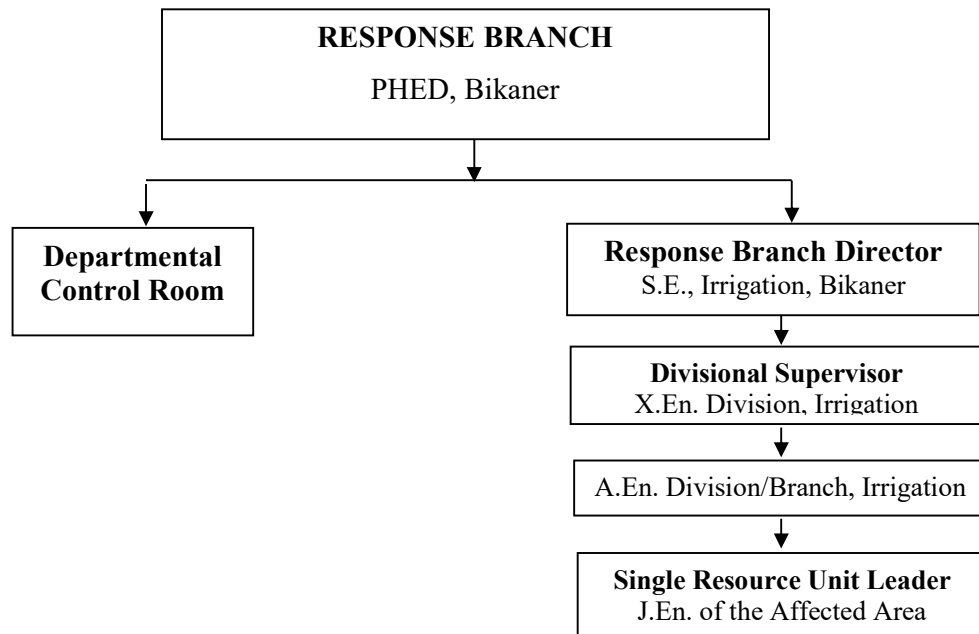 RESPONSE BRANCH
PHED, Bikaner
Departmental
Control Room
Response Branch Director
S.E., Irrigation, Bikaner
Divisional Supervisor
X.En. Division, Irrigation
A.En. Division/Branch, Irrigation
Single Resource Unit Leader
J.En. of the Affected Area